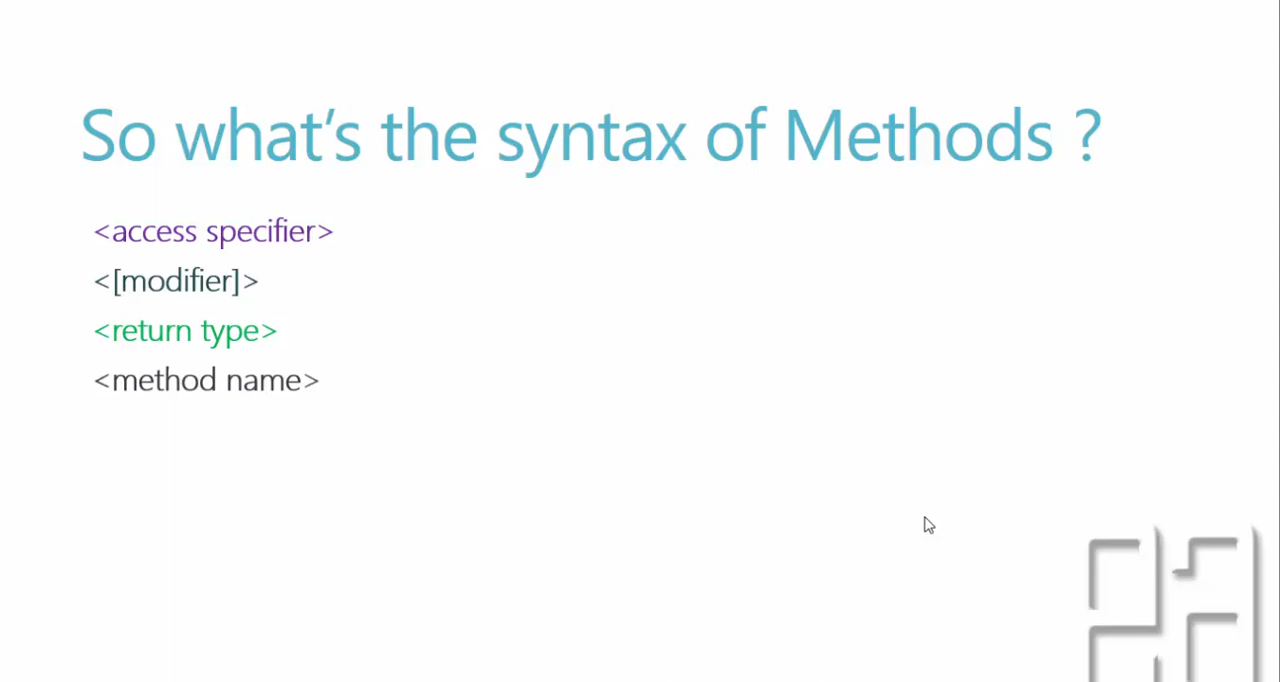 So what's the syntax of Methods ?
<access specifier>
<[modifier]>
<return type>
<method name>